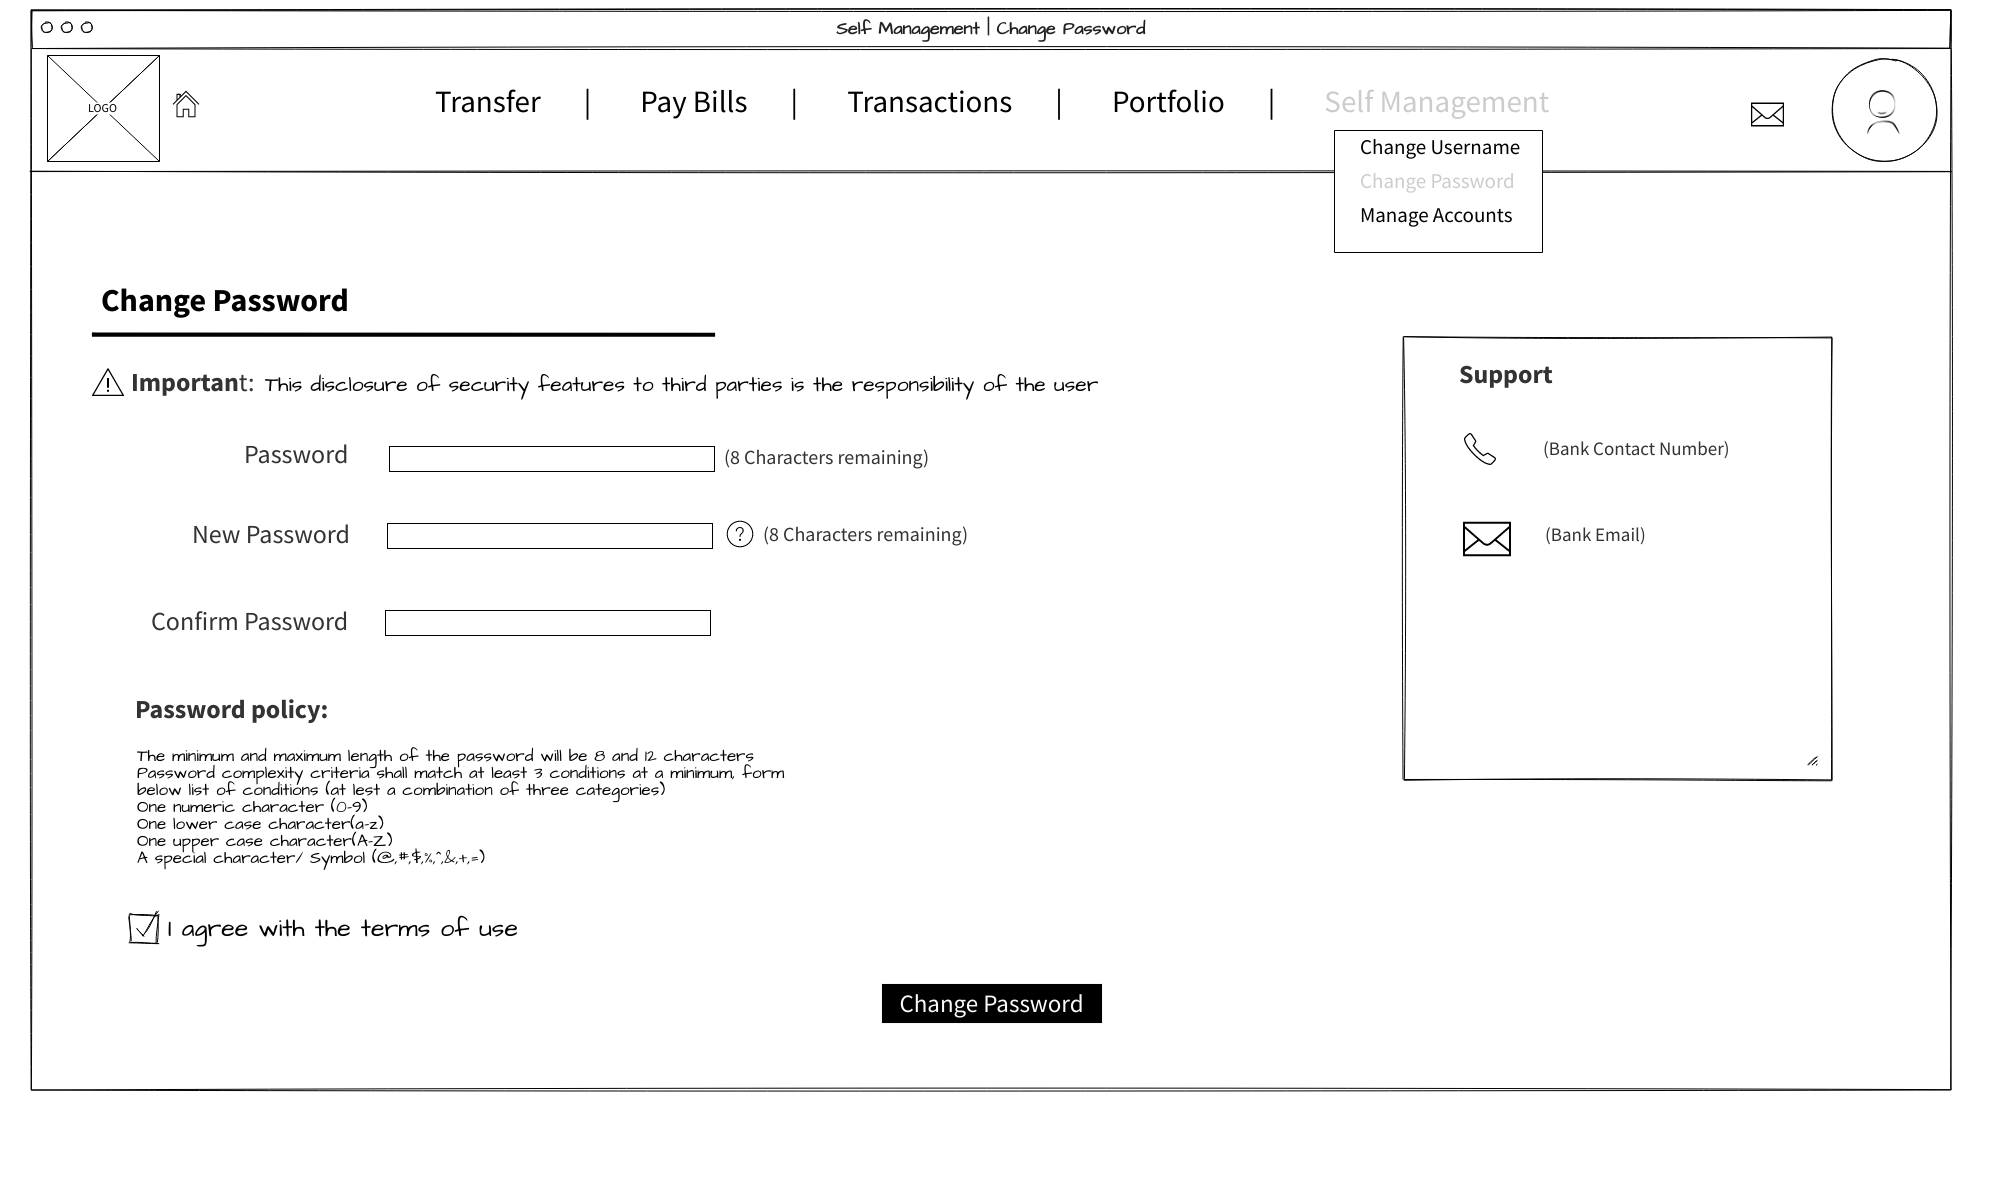 Self Management | Change Password
LOGO
Transfer | Pay Bills | Transactions | Portfolio | Self Management
Change Username
Change Password
Manage Accounts
Change Password
Important: This disclosure of security features to third parties is the responsibility of the user
Password (8 Characters remaining)
New Password ? (8 Characters remaining)
Confirm Password
Support
(Bank Contact Number)
(Bank Email)
Password policy:
The minimum and maximum length of the password will be 8 and 12 characters
Password complexity criteria shall match at least 3 conditions at a minimum, form
below list of conditions (at lest a combination of three categories)
One numeric character (0-9)
One lower case character(a-z)
One upper case character(A-Z)
A special character/ Symbol (@,#,$,%,^,&,+,=)
I agree with the terms of use
Change Password